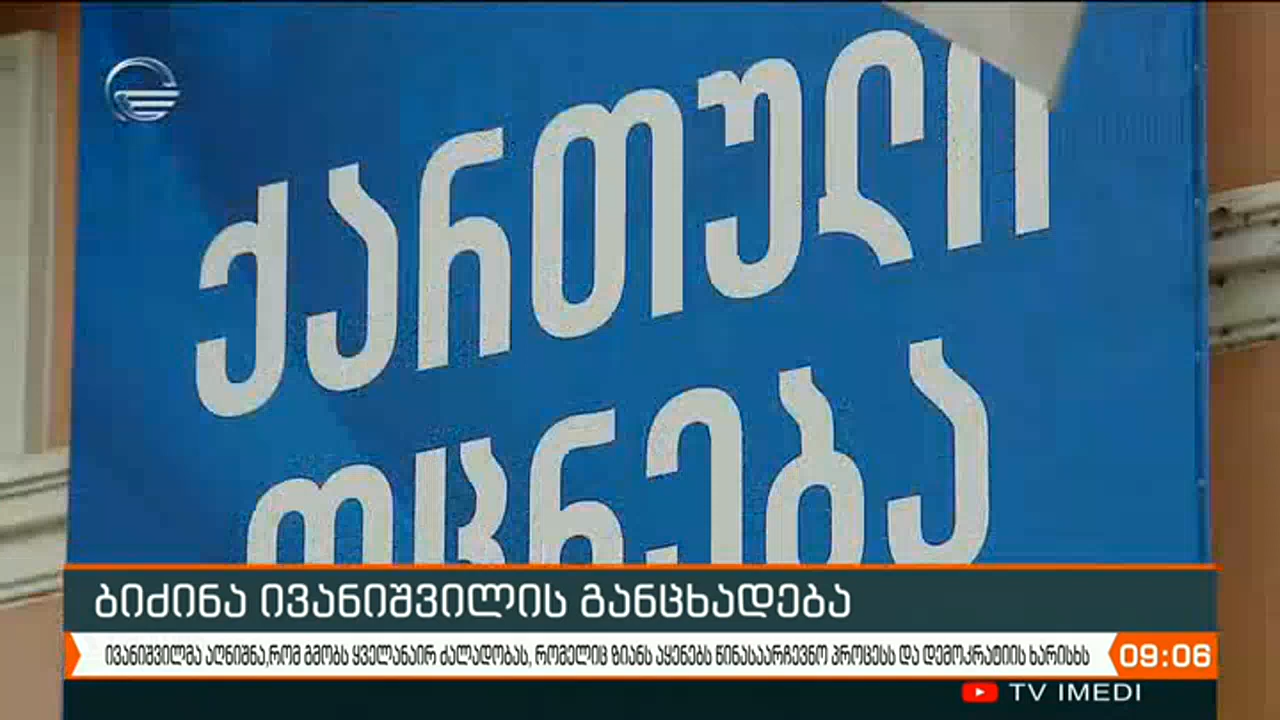 ქართული
ოცნება
ბიძინა ივანიშვილის განცხადება
ივანიშვილმა აღნიშნა,რომ გმობს ყველანაირ ძალადობას, რომელიც ზიანს აყენებს წინასაარჩევნო პროცესს და დემოკრატიის ხარისხს
09:06
TV IMEDI